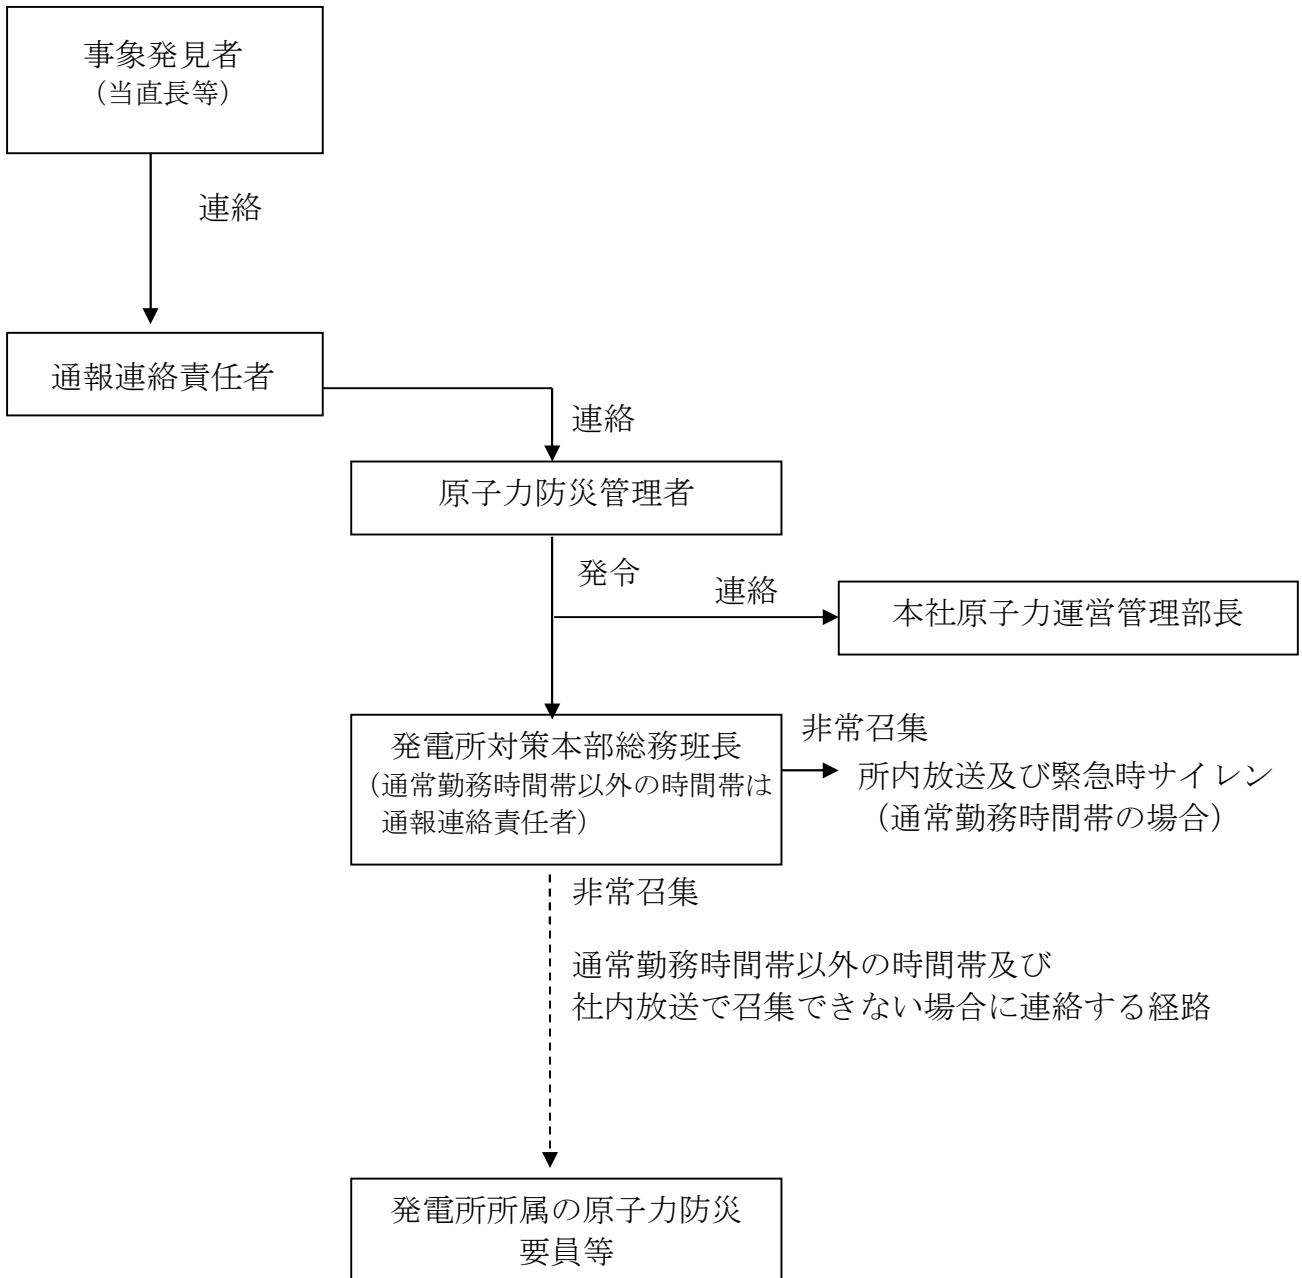 事象発見者
（当直長等）
連絡
通報連絡責任者
連絡
原子力防災管理者
発令
連絡
本社原子力運営管理部長
発電所対策本部総務班長
（通常勤務時間帯以外の時間帯は
通報連絡責任者）
非常召集
所内放送及び緊急時サイレン
（通常勤務時間帯の場合）
非常召集
通常勤務時間帯以外の時間帯及び
社内放送で召集できない場合に連絡する経路
発電所所属の原子力防災
要員等